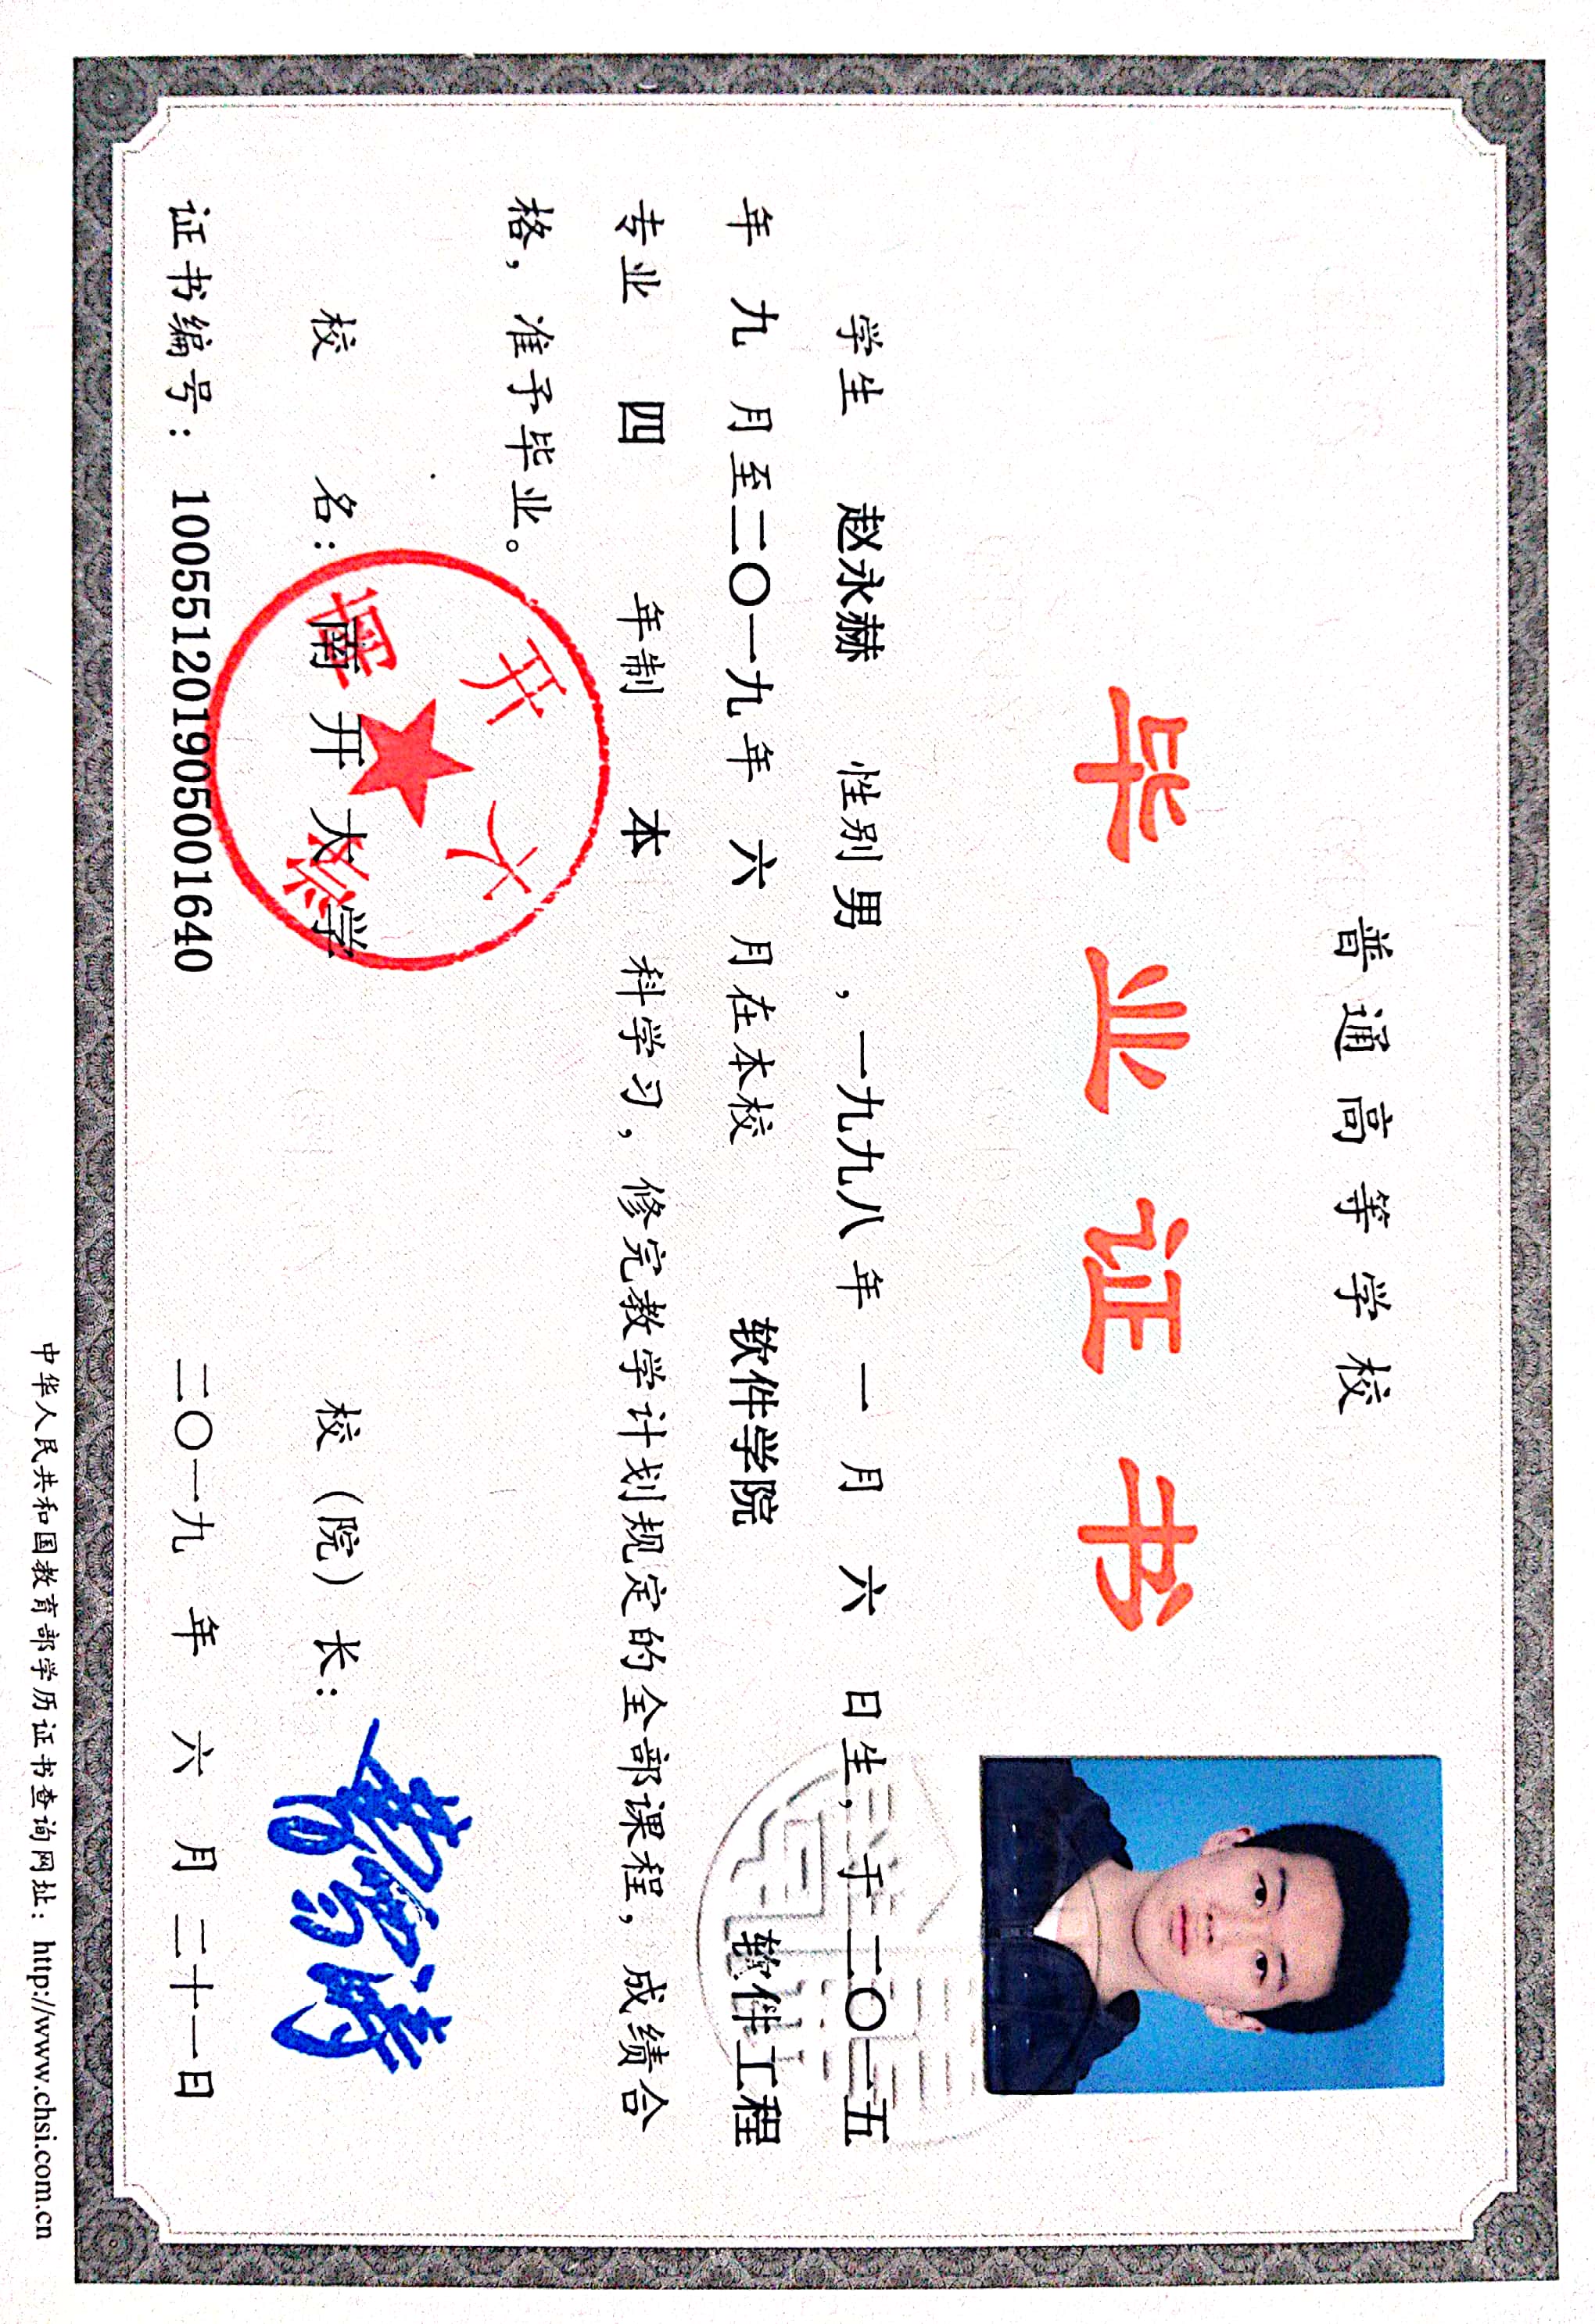 普通高等学校
毕业证书
学生 赵永赫 性别 男 ，一九九八年 一 月 六 日生，于 二〇一五
年 九 月至二〇一九年 六 月在本校 软件学院 软件工程
专业 四 年制 本 科学习，修完教学计划规定的全部课程，成绩合
格，准予毕业。
南开大学
校 名：南开大学 校（院）长：曹雪涛
证书编号：100551201905001640 二〇一九 年 六 月 二十一日
中华人民共和国教育部学历证书查询网址：http://www.chsi.com.cn